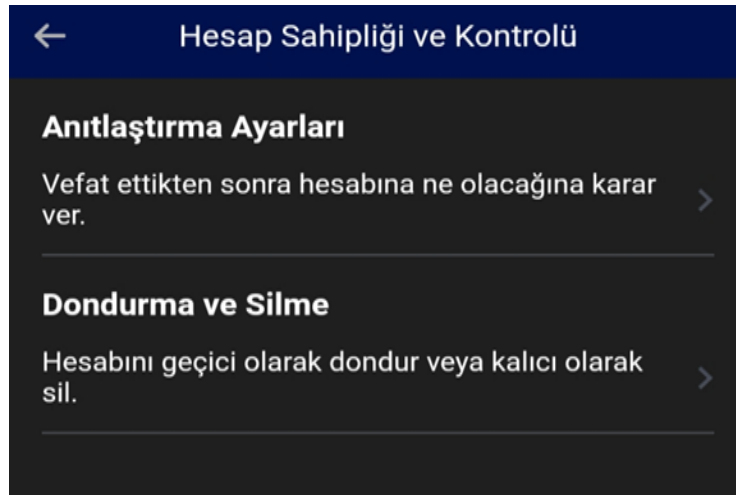 Hesap Sahipliği ve Kontrolü
Anıtlaştırma Ayarları
Vefat ettikten sonra hesabına ne olacağına karar
ver.
Dondurma ve Silme
Hesabını geçici olarak dondur veya kalıcı olarak
sil.